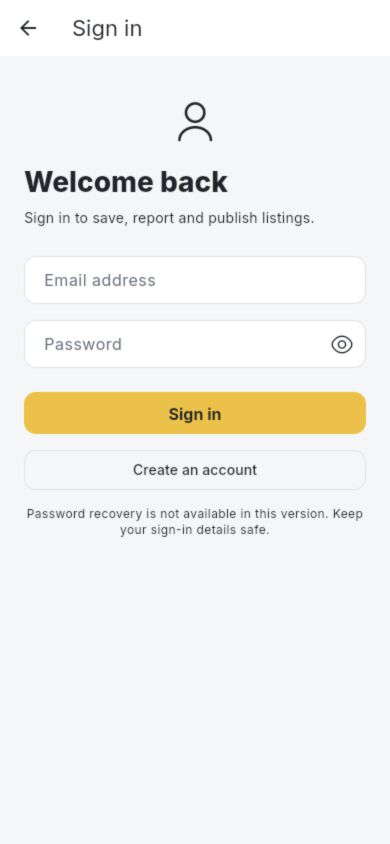 Sign in
Welcome back
Sign in to save, report and publish listings.
Email address
Password
Sign in
Create an account
Password recovery is not available in this version. Keep
your sign-in details safe.